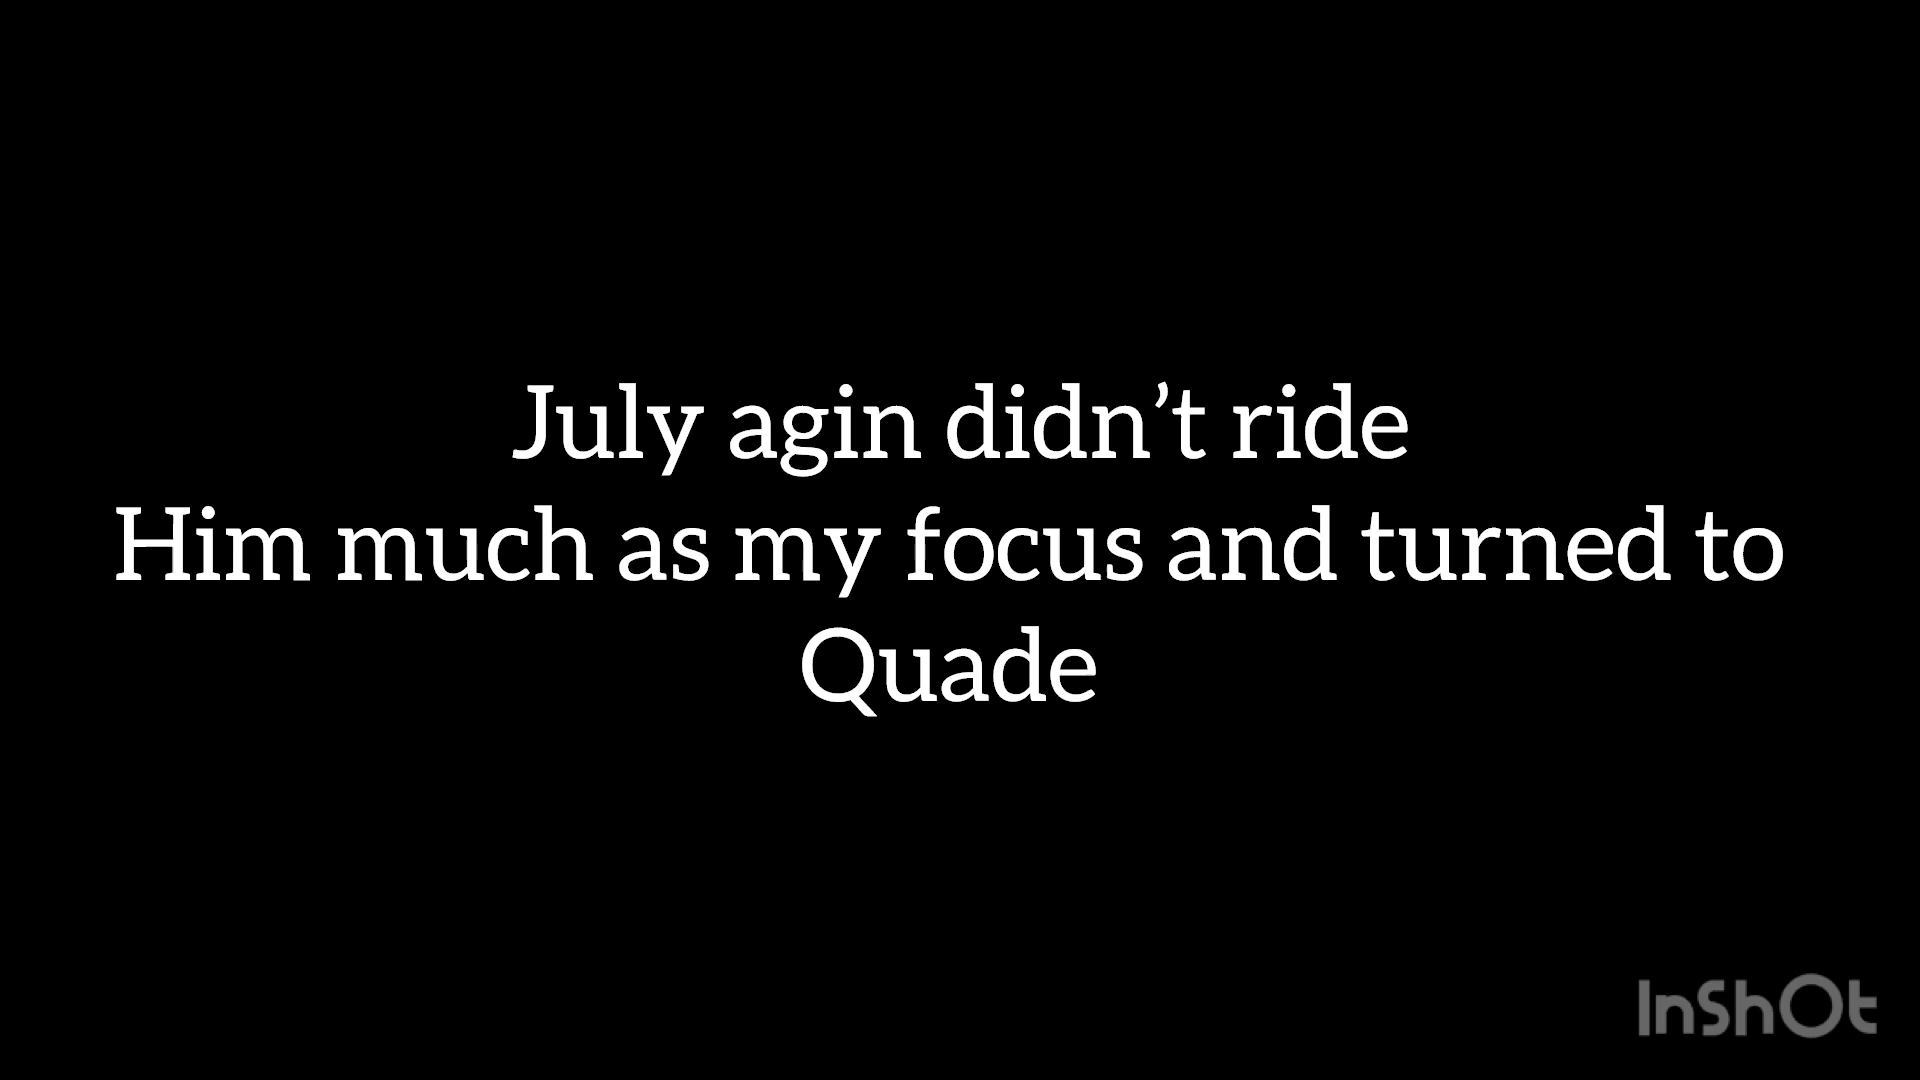 July agin didn’t ride
Him much as my focus and turned to
Quade
InShOt